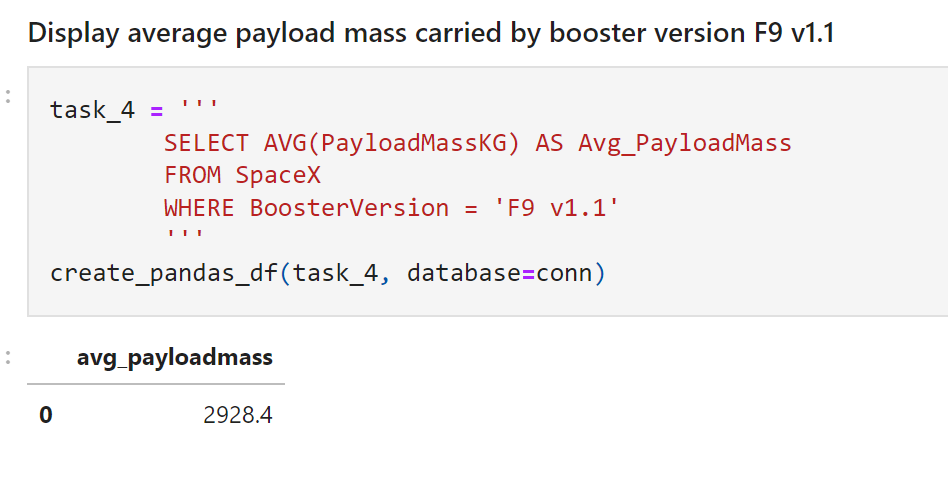 Display average payload mass carried by booster version F9 v1.1
:
task_4 = '''
SELECT AVG(PayloadMassKG) AS Avg_PayloadMass
FROM SpaceX
WHERE BoosterVersion = 'F9 v1.1'
'''
create_pandas_df(task_4, database=conn)
:
avg_payloadmass
0 2928.4